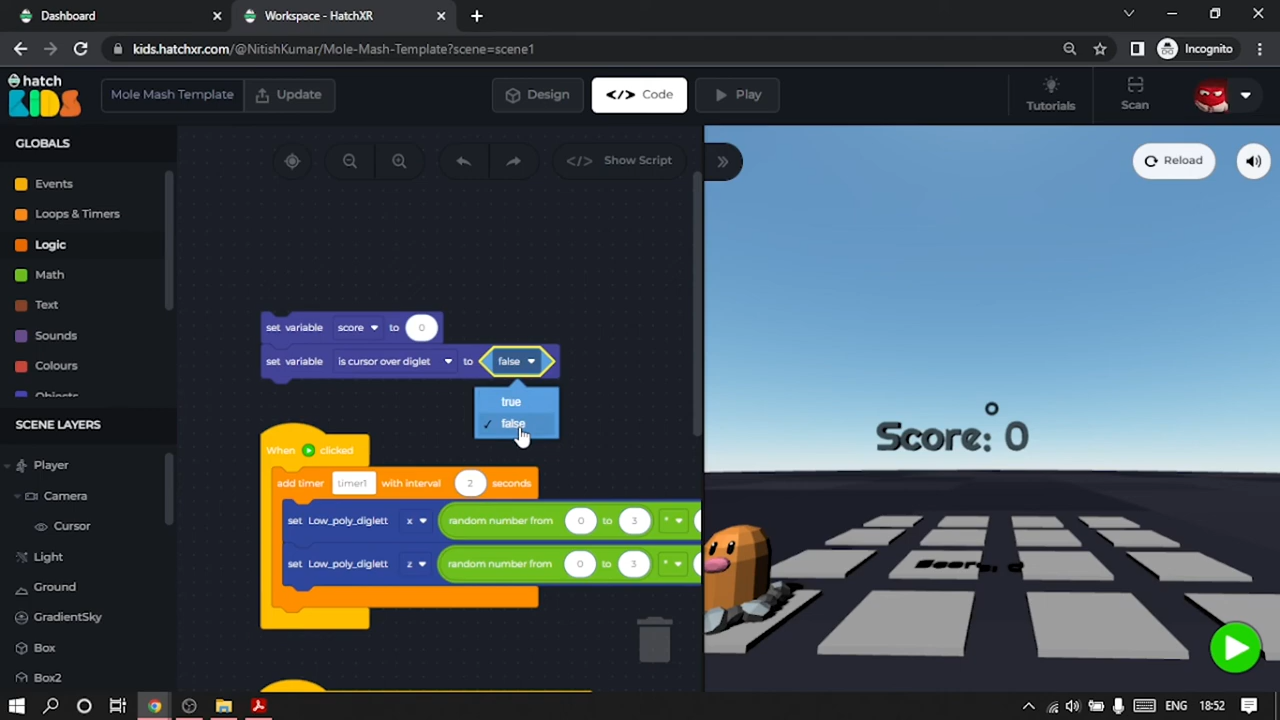 Dashboard
Workspace - HatchXR
kids.hatchxr.com/@NitishKumar/Mole-Mash-Template?scene=scene1
Incognito
hatch
KIDS
Mole Mash Template
Update
Design
</> Code
Play
Tutorials
Scan
GLOBALS
Events
Loops & Timers
Logic
Math
Text
Sounds
Colours
Objects
</> Show Script
Reload
set variable score to 0
set variable is cursor over diglet to false
true
✓ false
When clicked
add timer timer1 with interval 2 seconds
set Low_poly_diglett x random number from 0 to 3 *
set Low_poly_diglett z random number from 0 to 3 *
SCENE LAYERS
Player
Camera
Cursor
Light
Ground
GradientSky
Box
Box2
Score: 0
Score: 0
ENG
18:52